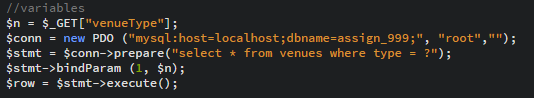 //variables
$n = $_GET["venueType"];
$conn = new PDO ("mysql:host=localhost;dbname=assign_999;", "root","");
$stmt = $conn->prepare("select * from venues where type = ?");
$stmt->bindParam (1, $n);
$row = $stmt->execute();